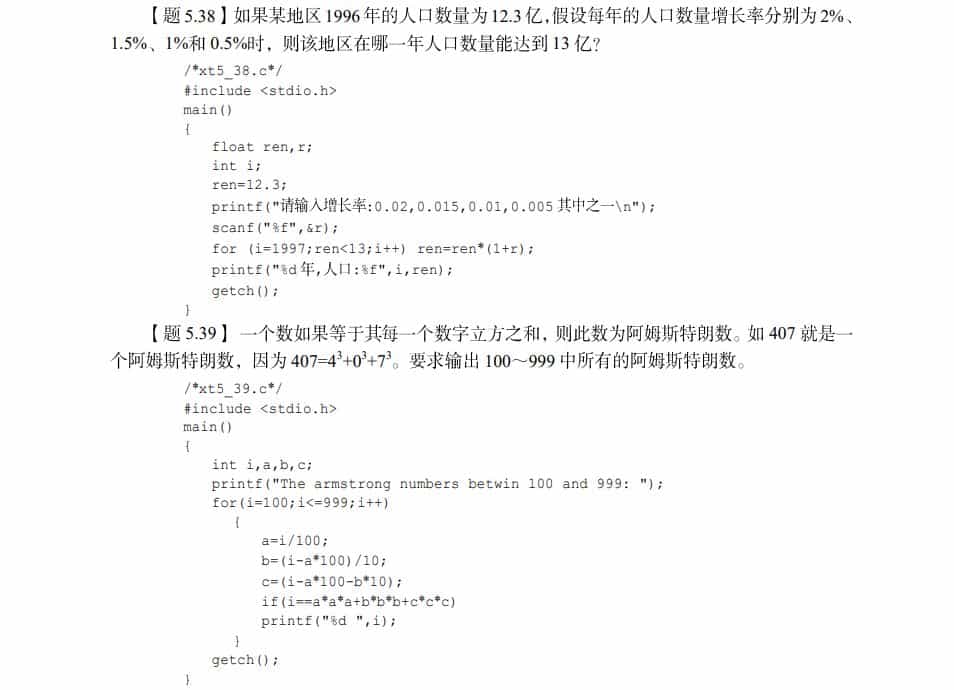 【题 5.38】如果某地区 1996 年的人口数量为 12.3 亿,假设每年的人口数量增长率分别为 2%、
1.5%、1%和 0.5%时，则该地区在哪一年人口数量能达到 13 亿?
/*xt5_38.c*/
#include <stdio.h>
main()
{
float ren,r;
int i;
ren=12.3;
printf("请输入增长率:0.02,0.015,0.01,0.005 其中之一\n");
scanf("%f",&r);
for (i=1997;ren<13;i++) ren=ren*(1+r);
printf("%d 年,人口:%f",i,ren);
getch();
}
【题 5.39】 一个数如果等于其每一个数字立方之和，则此数为阿姆斯特朗数。如 407 就是一
个阿姆斯特朗数，因为 407=4³+0³+7³。要求输出 100～999 中所有的阿姆斯特朗数。
/*xt5_39.c*/
#include <stdio.h>
main()
{
int i,a,b,c;
printf("The armstrong numbers betwin 100 and 999: ");
for(i=100;i<=999;i++)
{
a=i/100;
b=(i-a*100)/10;
c=(i-a*100-b*10);
if(i==a*a*a+b*b*b+c*c*c)
printf("%d ",i);
}
getch();
}